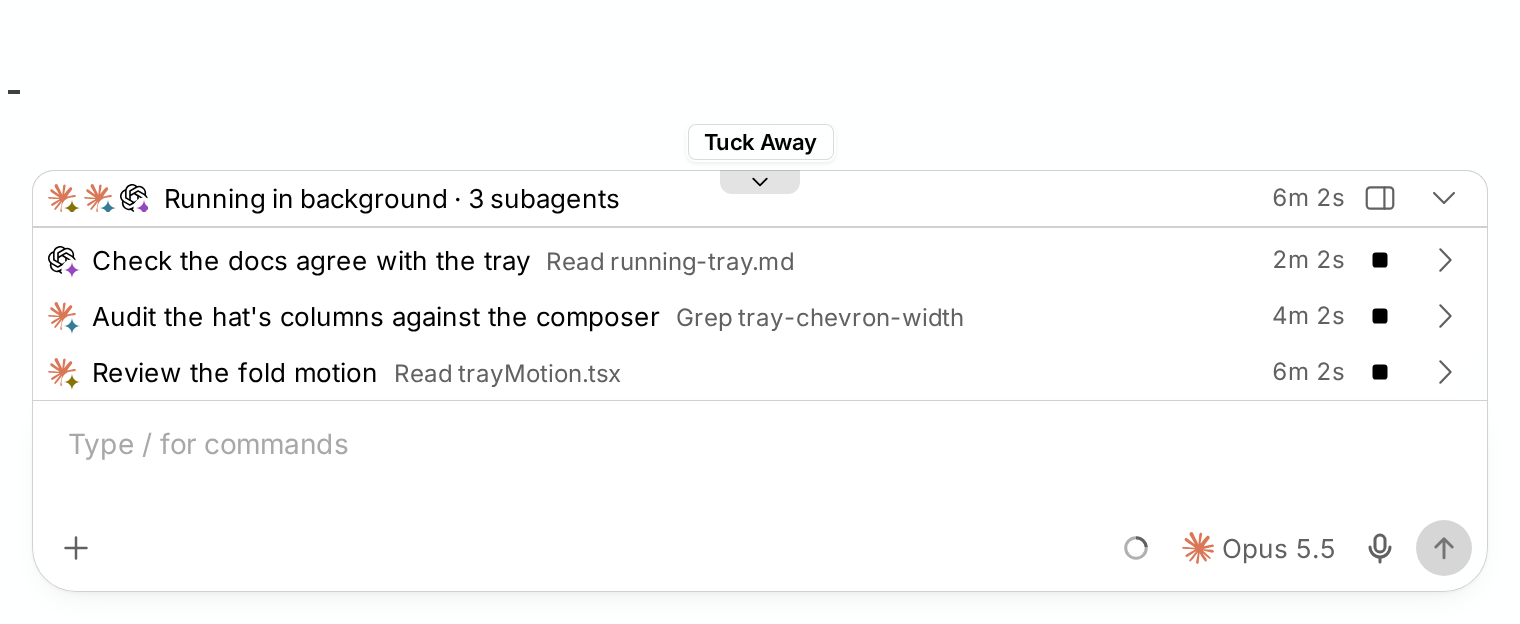 Tuck Away
Running in background · 3 subagents 6m 2s
Check the docs agree with the tray Read running-tray.md 2m 2s
Audit the hat's columns against the composer Grep tray-chevron-width 4m 2s
Review the fold motion Read trayMotion.tsx 6m 2s
Type / for commands
Opus 5.5